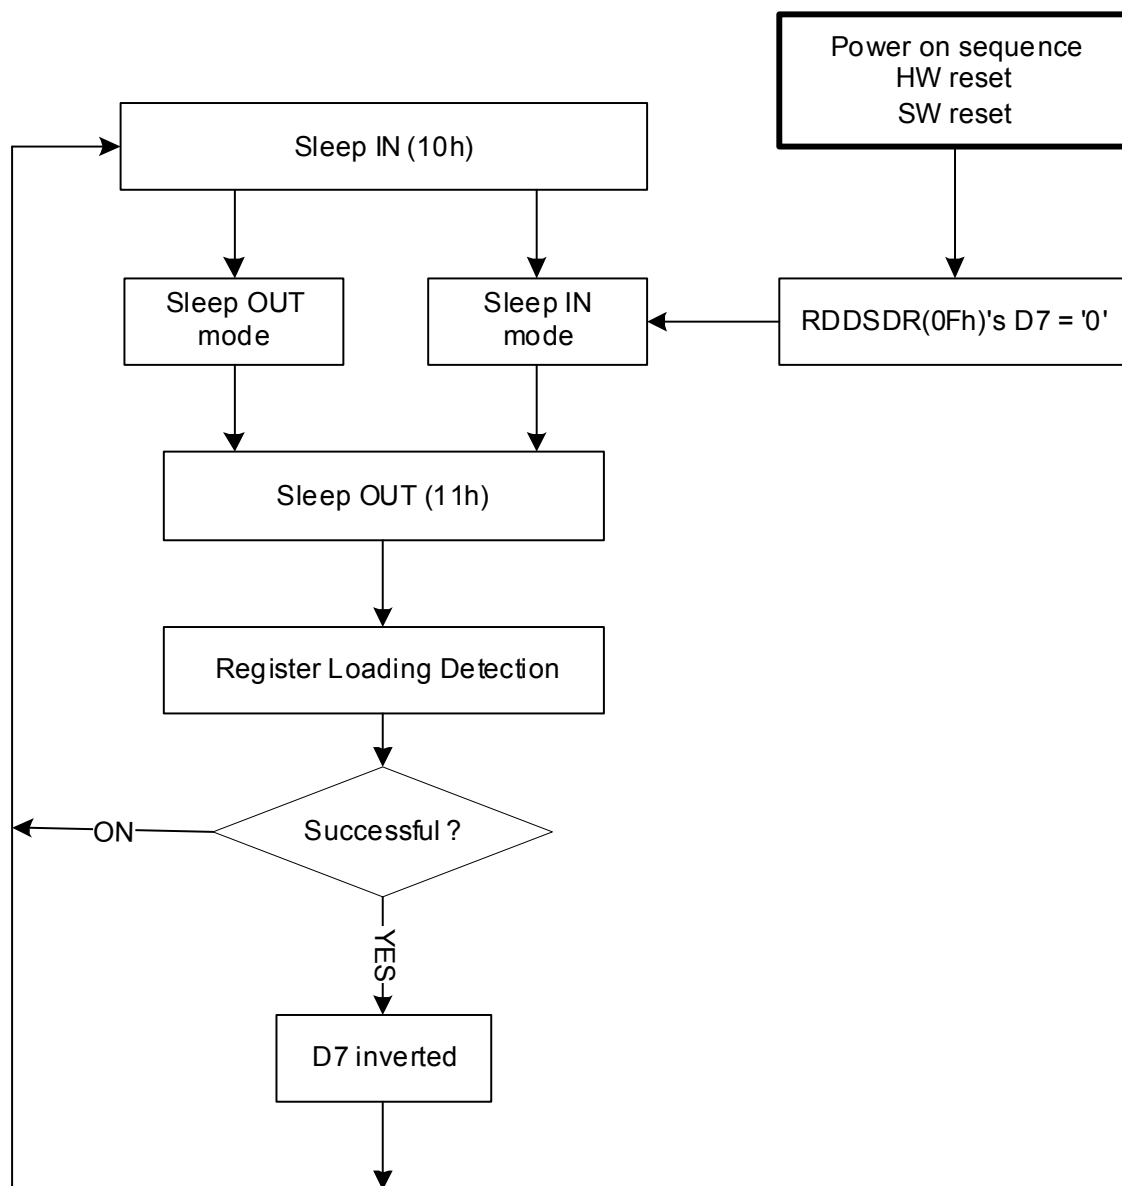 Power on sequence
HW reset
SW reset
Sleep IN (10h)
Sleep OUT
mode
Sleep IN
mode
RDDSDR(0Fh)'s D7 = '0'
Sleep OUT (11h)
Register Loading Detection
Successful ?
ON
YES
D7 inverted